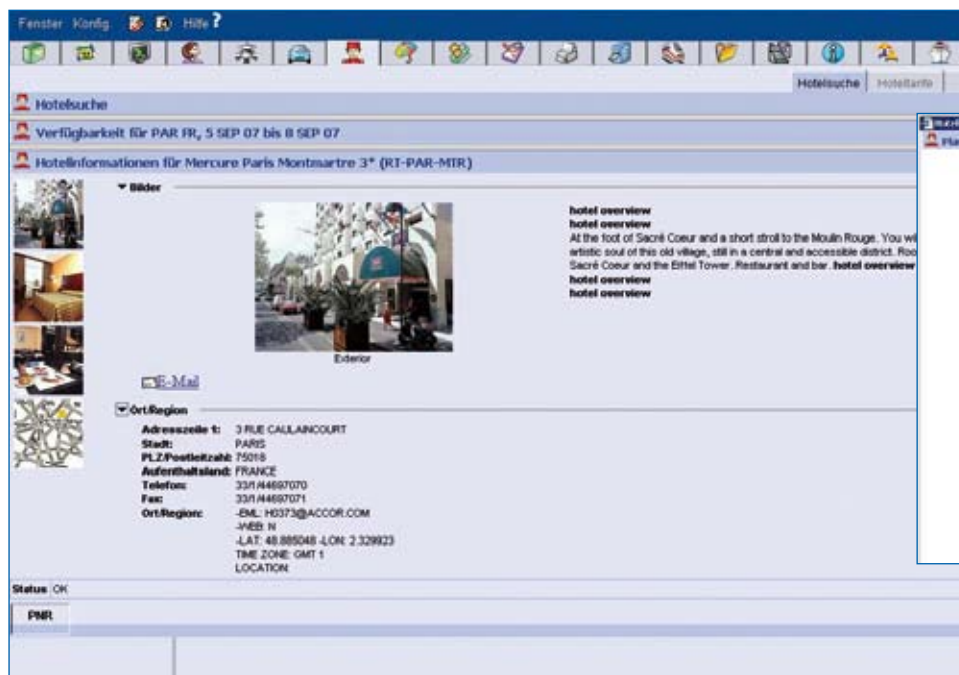 Fenster Konfig. Hilfe ?
Hotelsuche Hoteltarife
Hotelsuche
Verfügbarkeit für PAR FR, 5 SEP 07 bis 8 SEP 07
Hotelinformationen für Mercure Paris Montmartre 3* (RT-PAR-MTR)
Bilder
hotel overview
hotel overview
At the foot of Sacré Coeur and a short stroll to the Moulin Rouge. You wi
artistic soul of this old village, still in a central and accessible district. Roo
Sacré Coeur and the Eiffel Tower. Restaurant and bar. hotel overview
hotel overview
hotel overview
Exterior
E-Mail
Ort/Region
Adresszeile 1: 3 RUE CAULAINCOURT
Stadt: PARIS
PLZ/Postleitzahl: 75018
Aufenthaltsland: FRANCE
Telefon: 33/1/44697070
Fax: 33/1/44697071
Ort/Region: -EML: H0373@ACCOR.COM
-WEB: N
-LAT: 48.885048 -LON: 2.329923
TIME ZONE: GMT 1
LOCATION:
Status OK
PNR